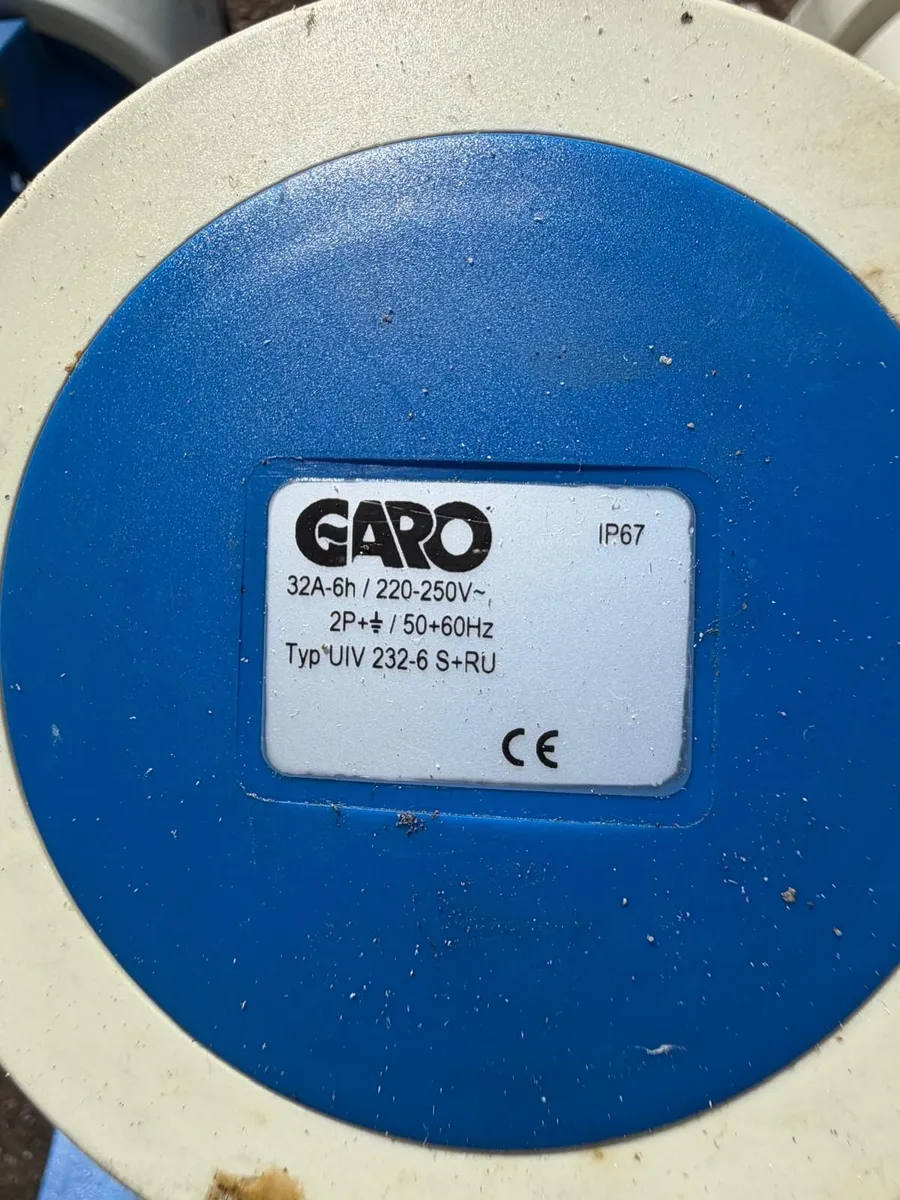 GARO
IP67
32A-6h / 220-250V~
2P+⏚ / 50+60Hz
Typ UIV 232-6 S+RU
CE